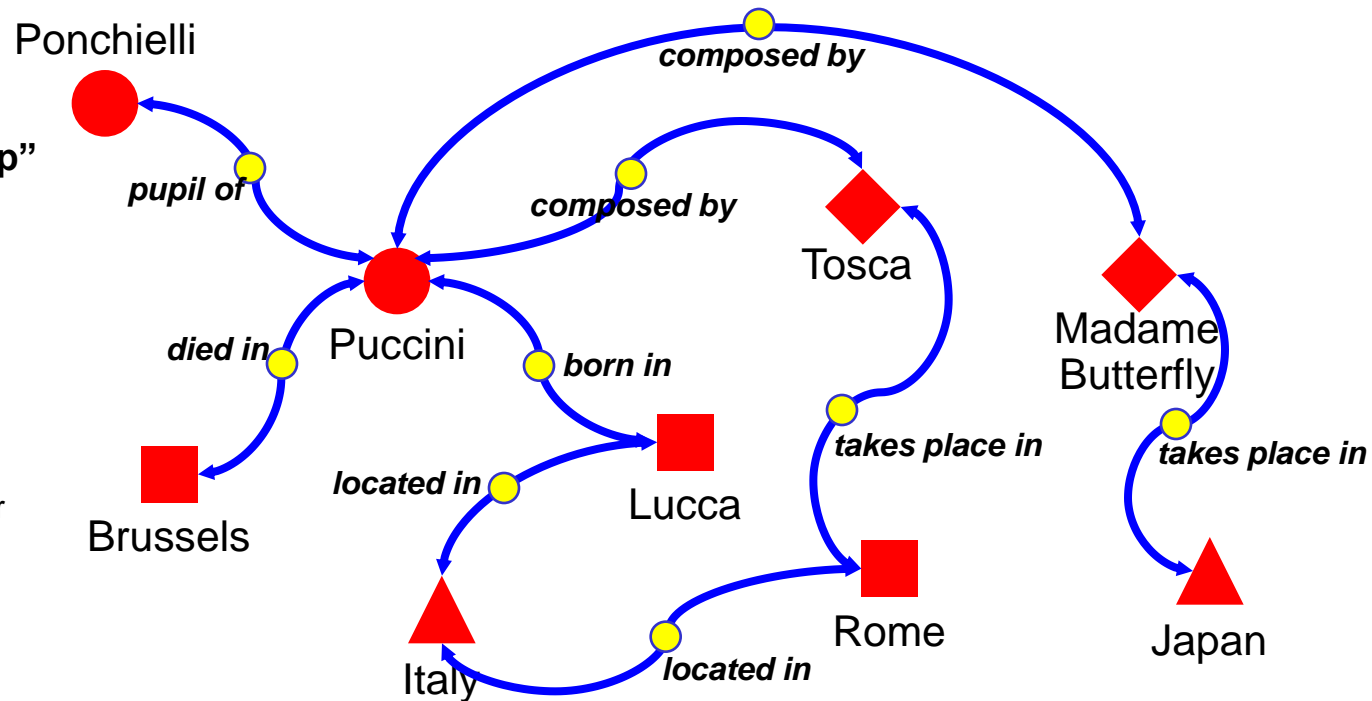 Ponchielli
composed by
p”
pupil of
composed by
Tosca
Madame
Butterfly
Puccini
died in
born in
takes place in
takes place in
located in
Lucca
r
Brussels
Rome
Japan
Italy
located in